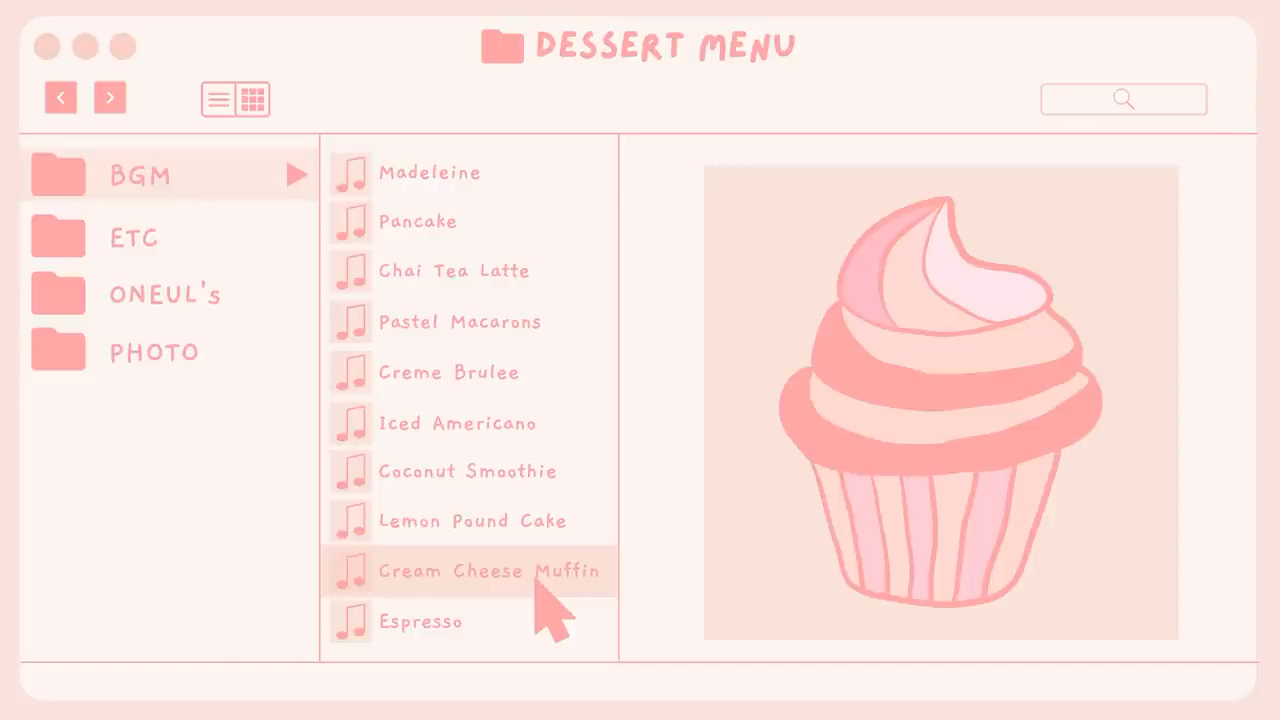 DESSERT MENU
BGM
ETC
ONEUL's
PHOTO
Madeleine
Pancake
Chai Tea Latte
Pastel Macarons
Creme Brulee
Iced Americano
Coconut Smoothie
Lemon Pound Cake
Cream Cheese Muffin
Espresso